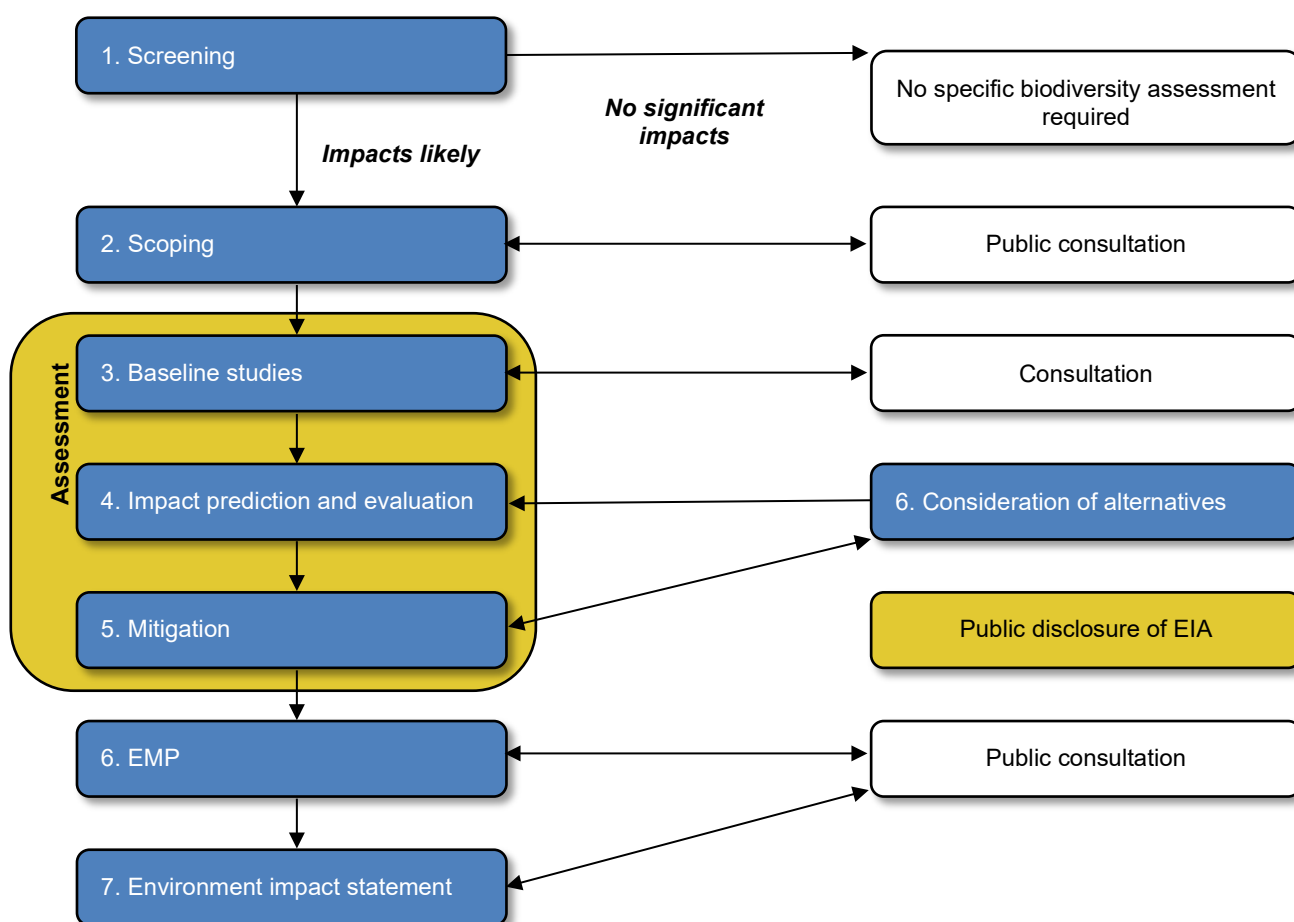 1. Screening
No specific biodiversity assessment
required
No significant
impacts
Impacts likely
2. Scoping
Public consultation
Assessment
3. Baseline studies
Consultation
4. Impact prediction and evaluation
6. Consideration of alternatives
5. Mitigation
Public disclosure of EIA
6. EMP
Public consultation
7. Environment impact statement